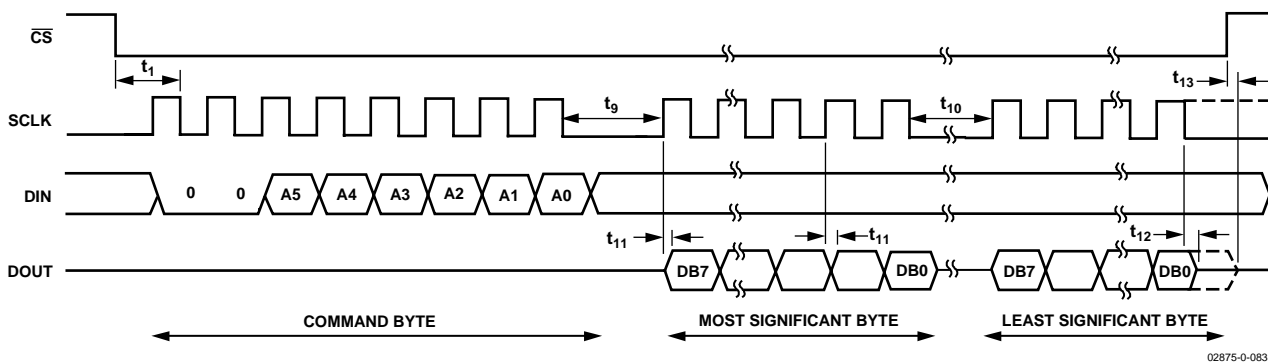 CS
t1
t13
SCLK
t9
t10
DIN
0 0 A5 A4 A3 A2 A1 A0
t11
t11
t12
DOUT
DB7 DB0 DB7 DB0
COMMAND BYTE MOST SIGNIFICANT BYTE LEAST SIGNIFICANT BYTE
02875-0-083